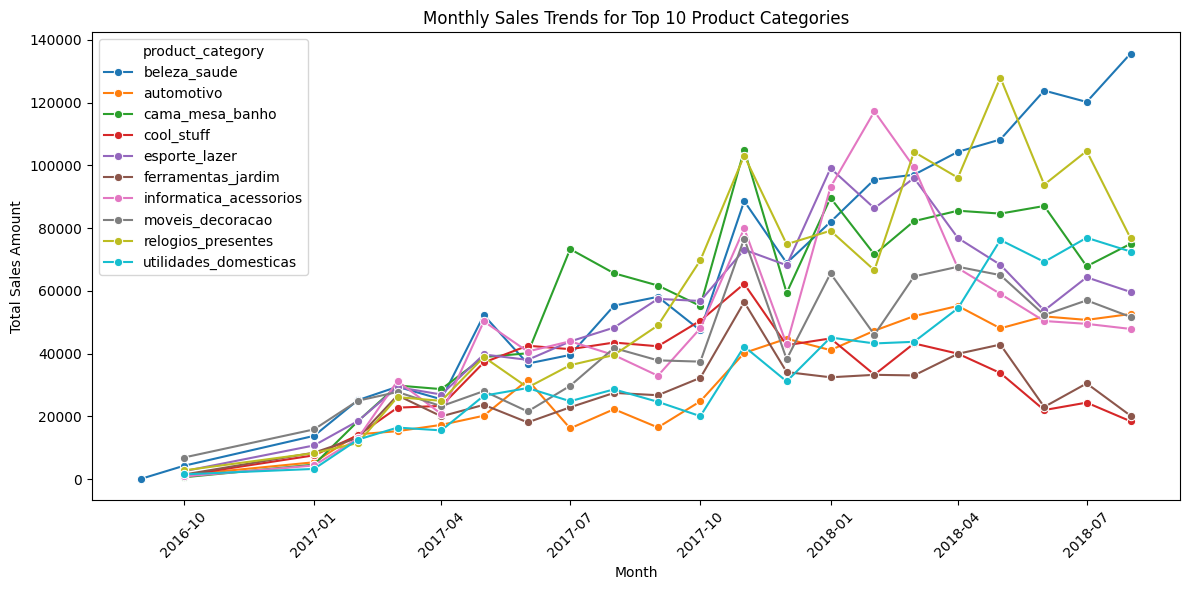 Monthly Sales Trends for Top 10 Product Categories
Total Sales Amount
140000
120000
100000
80000
60000
40000
20000
0
product_category
beleza_saude
automotivo
cama_mesa_banho
cool_stuff
esporte_lazer
ferramentas_jardim
informatica_acessorios
moveis_decoracao
relogios_presentes
utilidades_domesticas
2016-10
2017-01
2017-04
2017-07
2017-10
2018-01
2018-04
2018-07
Month